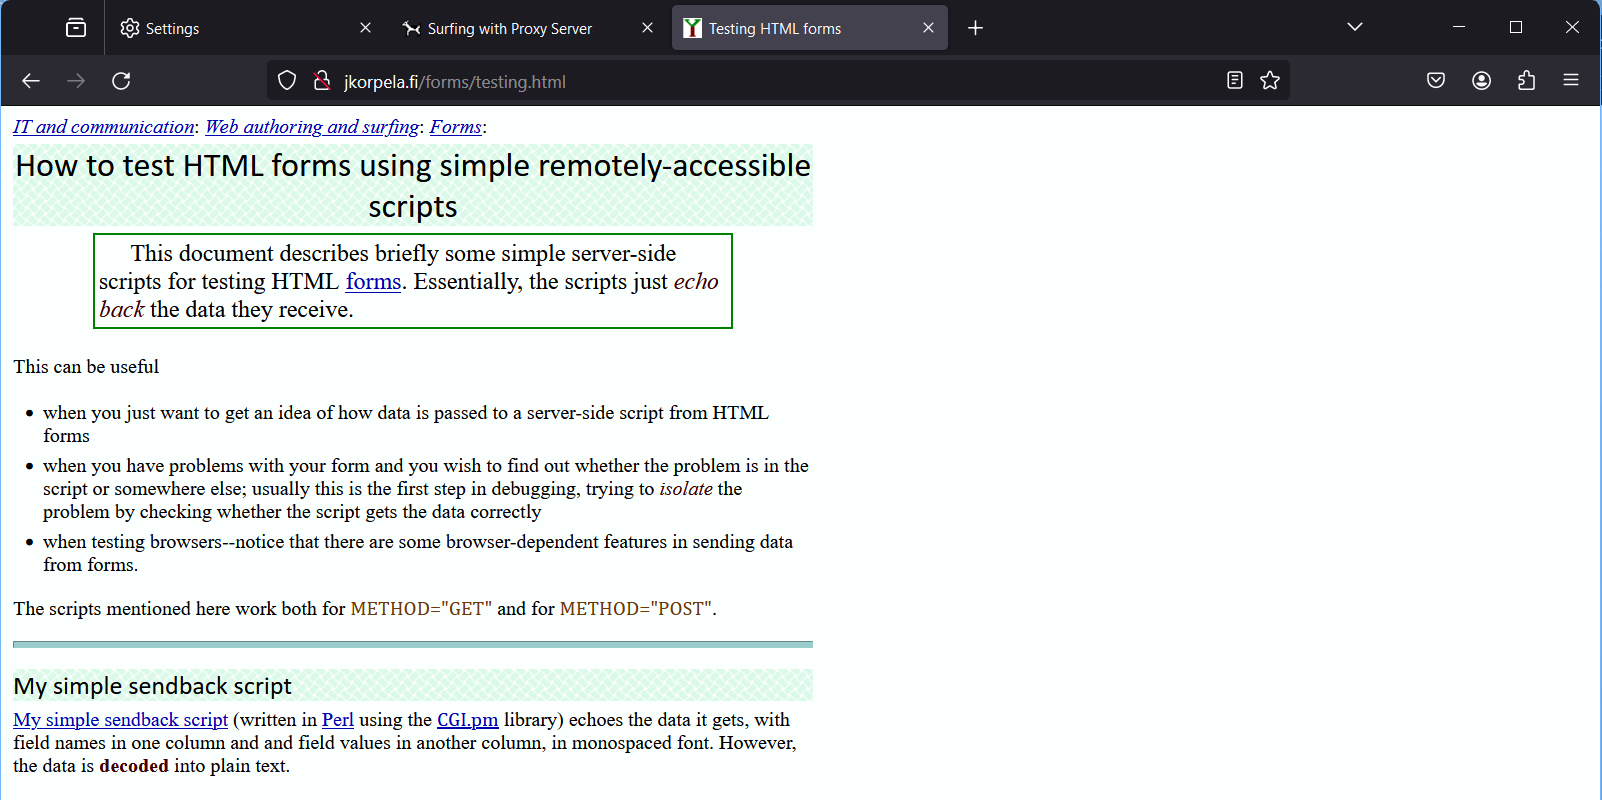 Settings
Surfing with Proxy Server
Testing HTML forms
jkorpela.fi/forms/testing.html
IT and communication: Web authoring and surfing: Forms:
How to test HTML forms using simple remotely-accessible
scripts
This document describes briefly some simple server-side
scripts for testing HTML forms. Essentially, the scripts just echo
back the data they receive.
This can be useful
• when you just want to get an idea of how data is passed to a server-side script from HTML
forms
• when you have problems with your form and you wish to find out whether the problem is in the
script or somewhere else; usually this is the first step in debugging, trying to isolate the
problem by checking whether the script gets the data correctly
• when testing browsers--notice that there are some browser-dependent features in sending data
from forms.
The scripts mentioned here work both for METHOD="GET" and for METHOD="POST".
My simple sendback script
My simple sendback script (written in Perl using the CGI.pm library) echoes the data it gets, with
field names in one column and and field values in another column, in monospaced font. However,
the data is decoded into plain text.